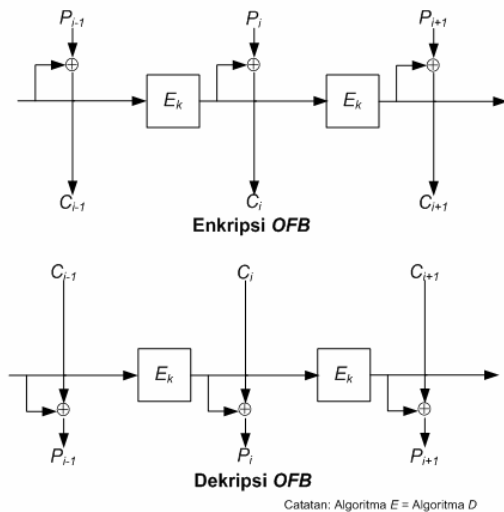 P_{i-1} P_i P_{i+1}
E_k E_k
C_{i-1} C_i C_{i+1}
Enkripsi OFB
C_{i-1} C_i C_{i+1}
E_k E_k
P_{i-1} P_i P_{i+1}
Dekripsi OFB
Catatan: Algoritma E = Algoritma D